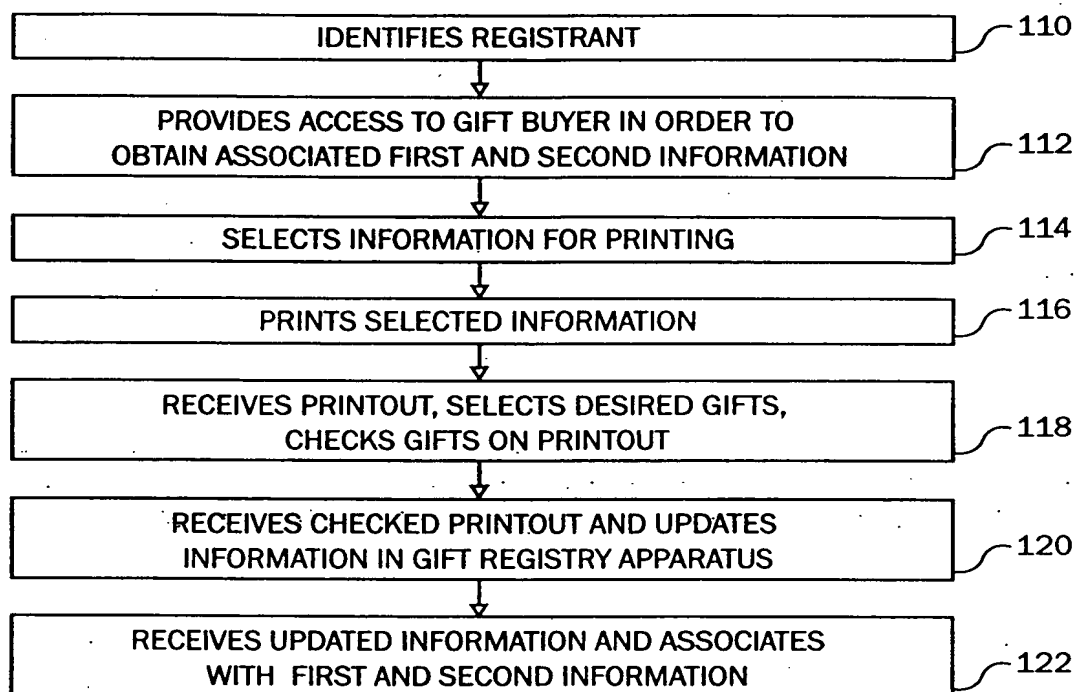 IDENTIFIES REGISTRANT
110
PROVIDES ACCESS TO GIFT BUYER IN ORDER TO
OBTAIN ASSOCIATED FIRST AND SECOND INFORMATION
112
SELECTS INFORMATION FOR PRINTING
114
PRINTS SELECTED INFORMATION
116
RECEIVES PRINTOUT, SELECTS DESIRED GIFTS,
CHECKS GIFTS ON PRINTOUT
118
RECEIVES CHECKED PRINTOUT AND UPDATES
INFORMATION IN GIFT REGISTRY APPARATUS
120
RECEIVES UPDATED INFORMATION AND ASSOCIATES
WITH FIRST AND SECOND INFORMATION
122